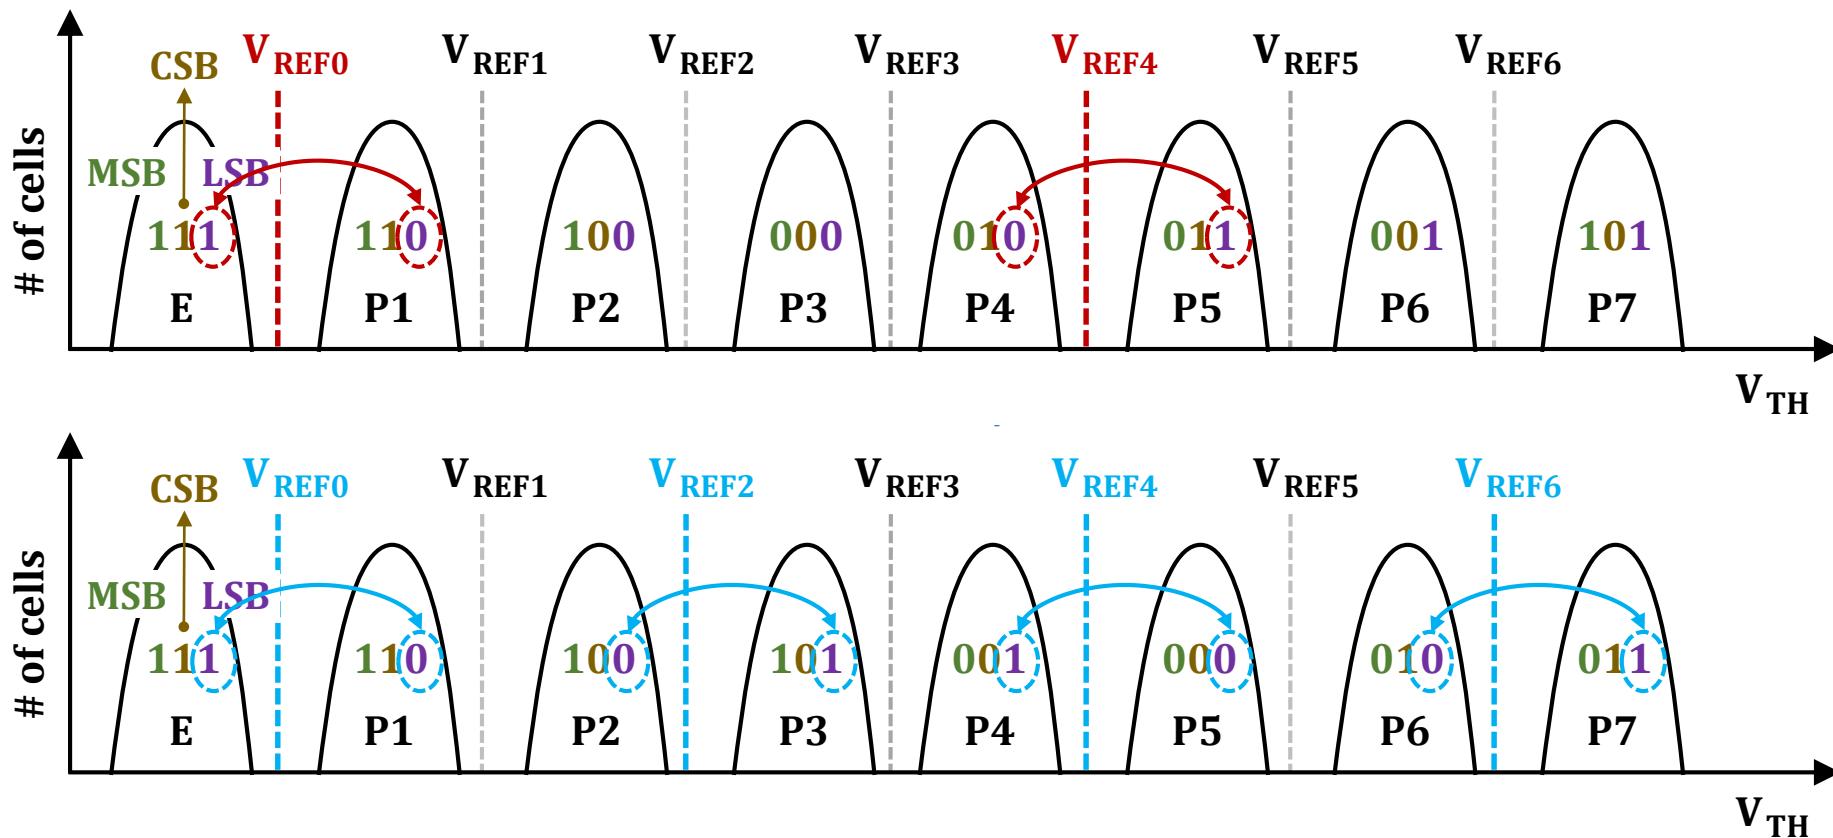 # of cells
CSB
V REF0 V REF1 V REF2 V REF3 V REF4 V REF5 V REF6
MSB LSB
111 110 100 000 010 011 001 101
E P1 P2 P3 P4 P5 P6 P7
V TH
# of cells
CSB
V REF0 V REF1 V REF2 V REF3 V REF4 V REF5 V REF6
MSB LSB
111 110 100 101 001 000 010 011
E P1 P2 P3 P4 P5 P6 P7
V TH